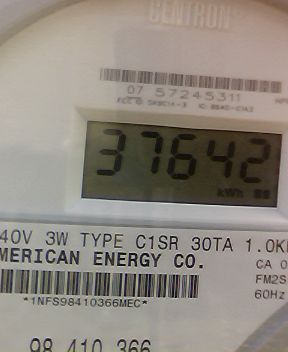 CENTRON
07 57245311
37642
kWh
40V 3W TYPE C1SR 30TA 1.0K
MERICAN ENERGY CO.
CA 0
FM2S
*1NFS98410366MEC*
60Hz
98 410 366